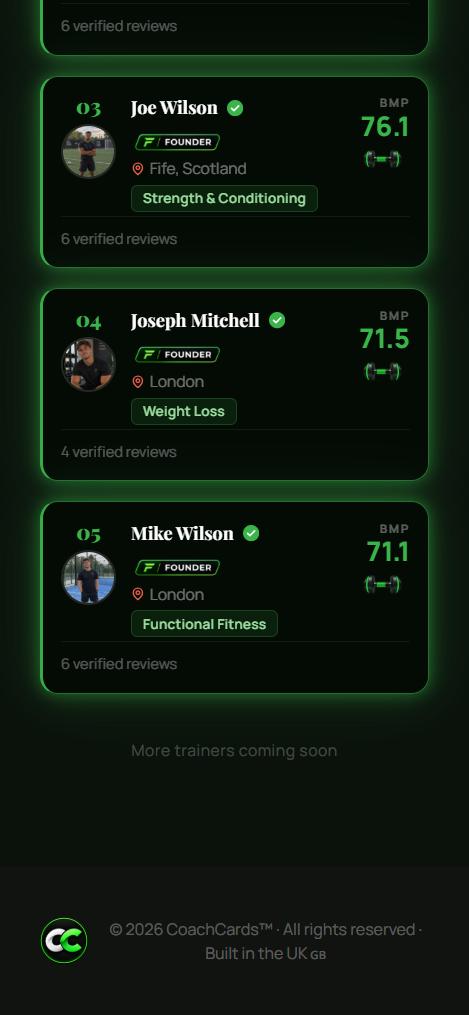 6 verified reviews
03
Joe Wilson
BMP
76.1
F / FOUNDER
Fife, Scotland
Strength & Conditioning
6 verified reviews
04
Joseph Mitchell
BMP
71.5
F / FOUNDER
London
Weight Loss
4 verified reviews
05
Mike Wilson
BMP
71.1
F / FOUNDER
London
Functional Fitness
6 verified reviews
More trainers coming soon
CC
© 2026 CoachCards™ · All rights reserved ·
Built in the UK GB